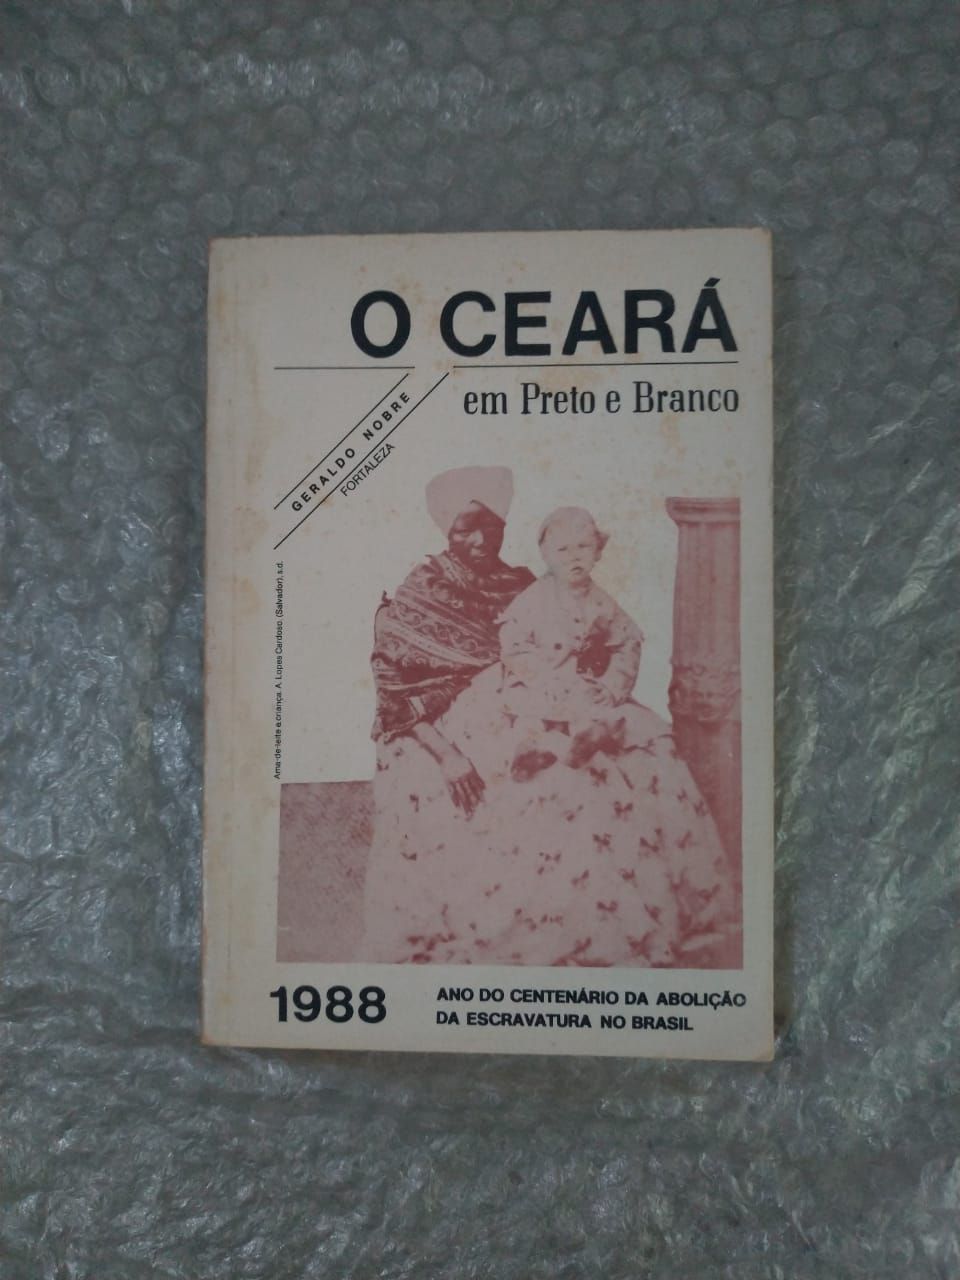 O CEARÁ
em Preto e Branco
GERALDO NOBRE
FORTALEZA
Ama-de-leite e criança. A. Lopes Cardoso. (Salvador), s.d.
1988
ANO DO CENTENÁRIO DA ABOLIÇÃO
DA ESCRAVATURA NO BRASIL